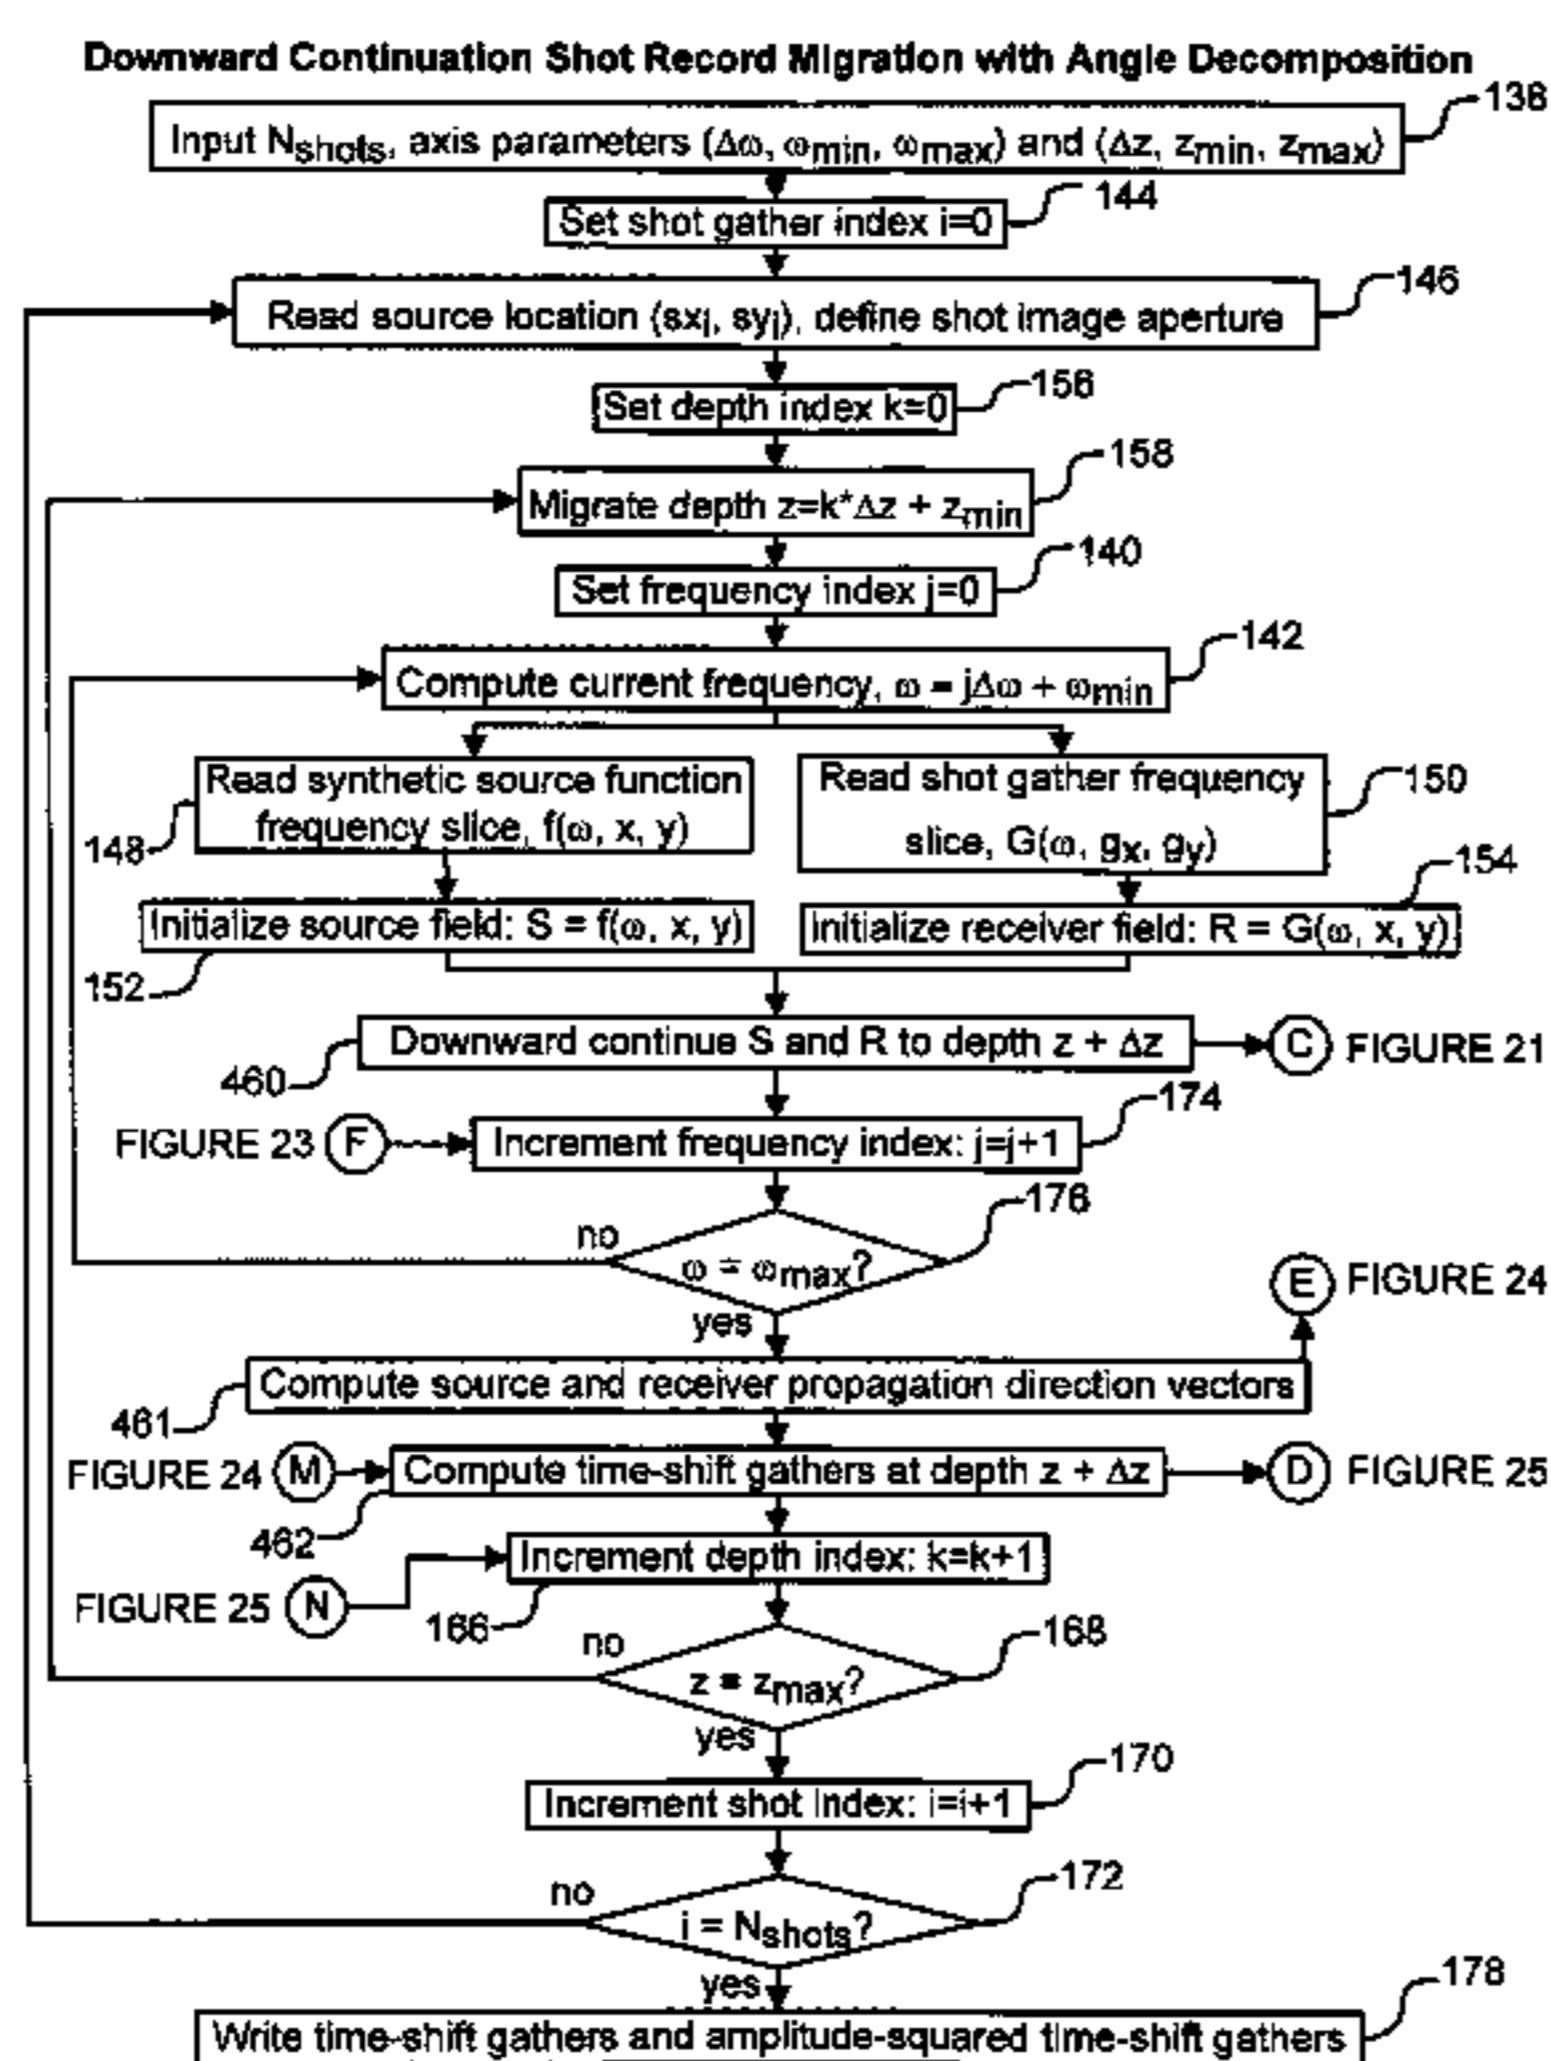 Downward Continuation Shot Record Migration with Angle Decomposition
138
Input Nshots, axis parameters (Δω, ωmin, ωmax) and (Δz, zmin, zmax)
144
Set shot gather index i=0
146
Read source location (sxi, syi), define shot image aperture
156
Set depth index k=0
158
Migrate depth z=k*Δz + zmin
140
Set frequency index j=0
142
Compute current frequency, ω = jΔω + ωmin
Read synthetic source function
frequency slice, f(ω, x, y)
148
Read shot gather frequency
slice, G(ω, gx, gy)
150
154
Initialize source field: S = f(ω, x, y)
Initialize receiver field: R = G(ω, x, y)
152
Downward continue S and R to depth z + Δz
C FIGURE 21
460
174
FIGURE 23 F
Increment frequency index: j=j+1
176
no
ω = ωmax?
E FIGURE 24
yes
Compute source and receiver propagation direction vectors
461
FIGURE 24 M
Compute time-shift gathers at depth z + Δz
D FIGURE 25
462
Increment depth index: k=k+1
FIGURE 25 N
166
168
no
z = zmax?
yes
170
Increment shot index: i=i+1
172
no
i = Nshots?
yes
178
Write time-shift gathers and amplitude-squared time-shift gathers